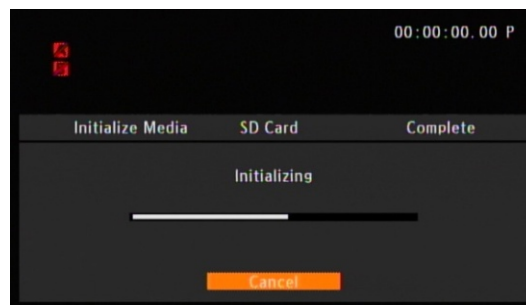 00:00:00.00 P
A
B
Initialize Media SD Card Complete
Initializing
Cancel